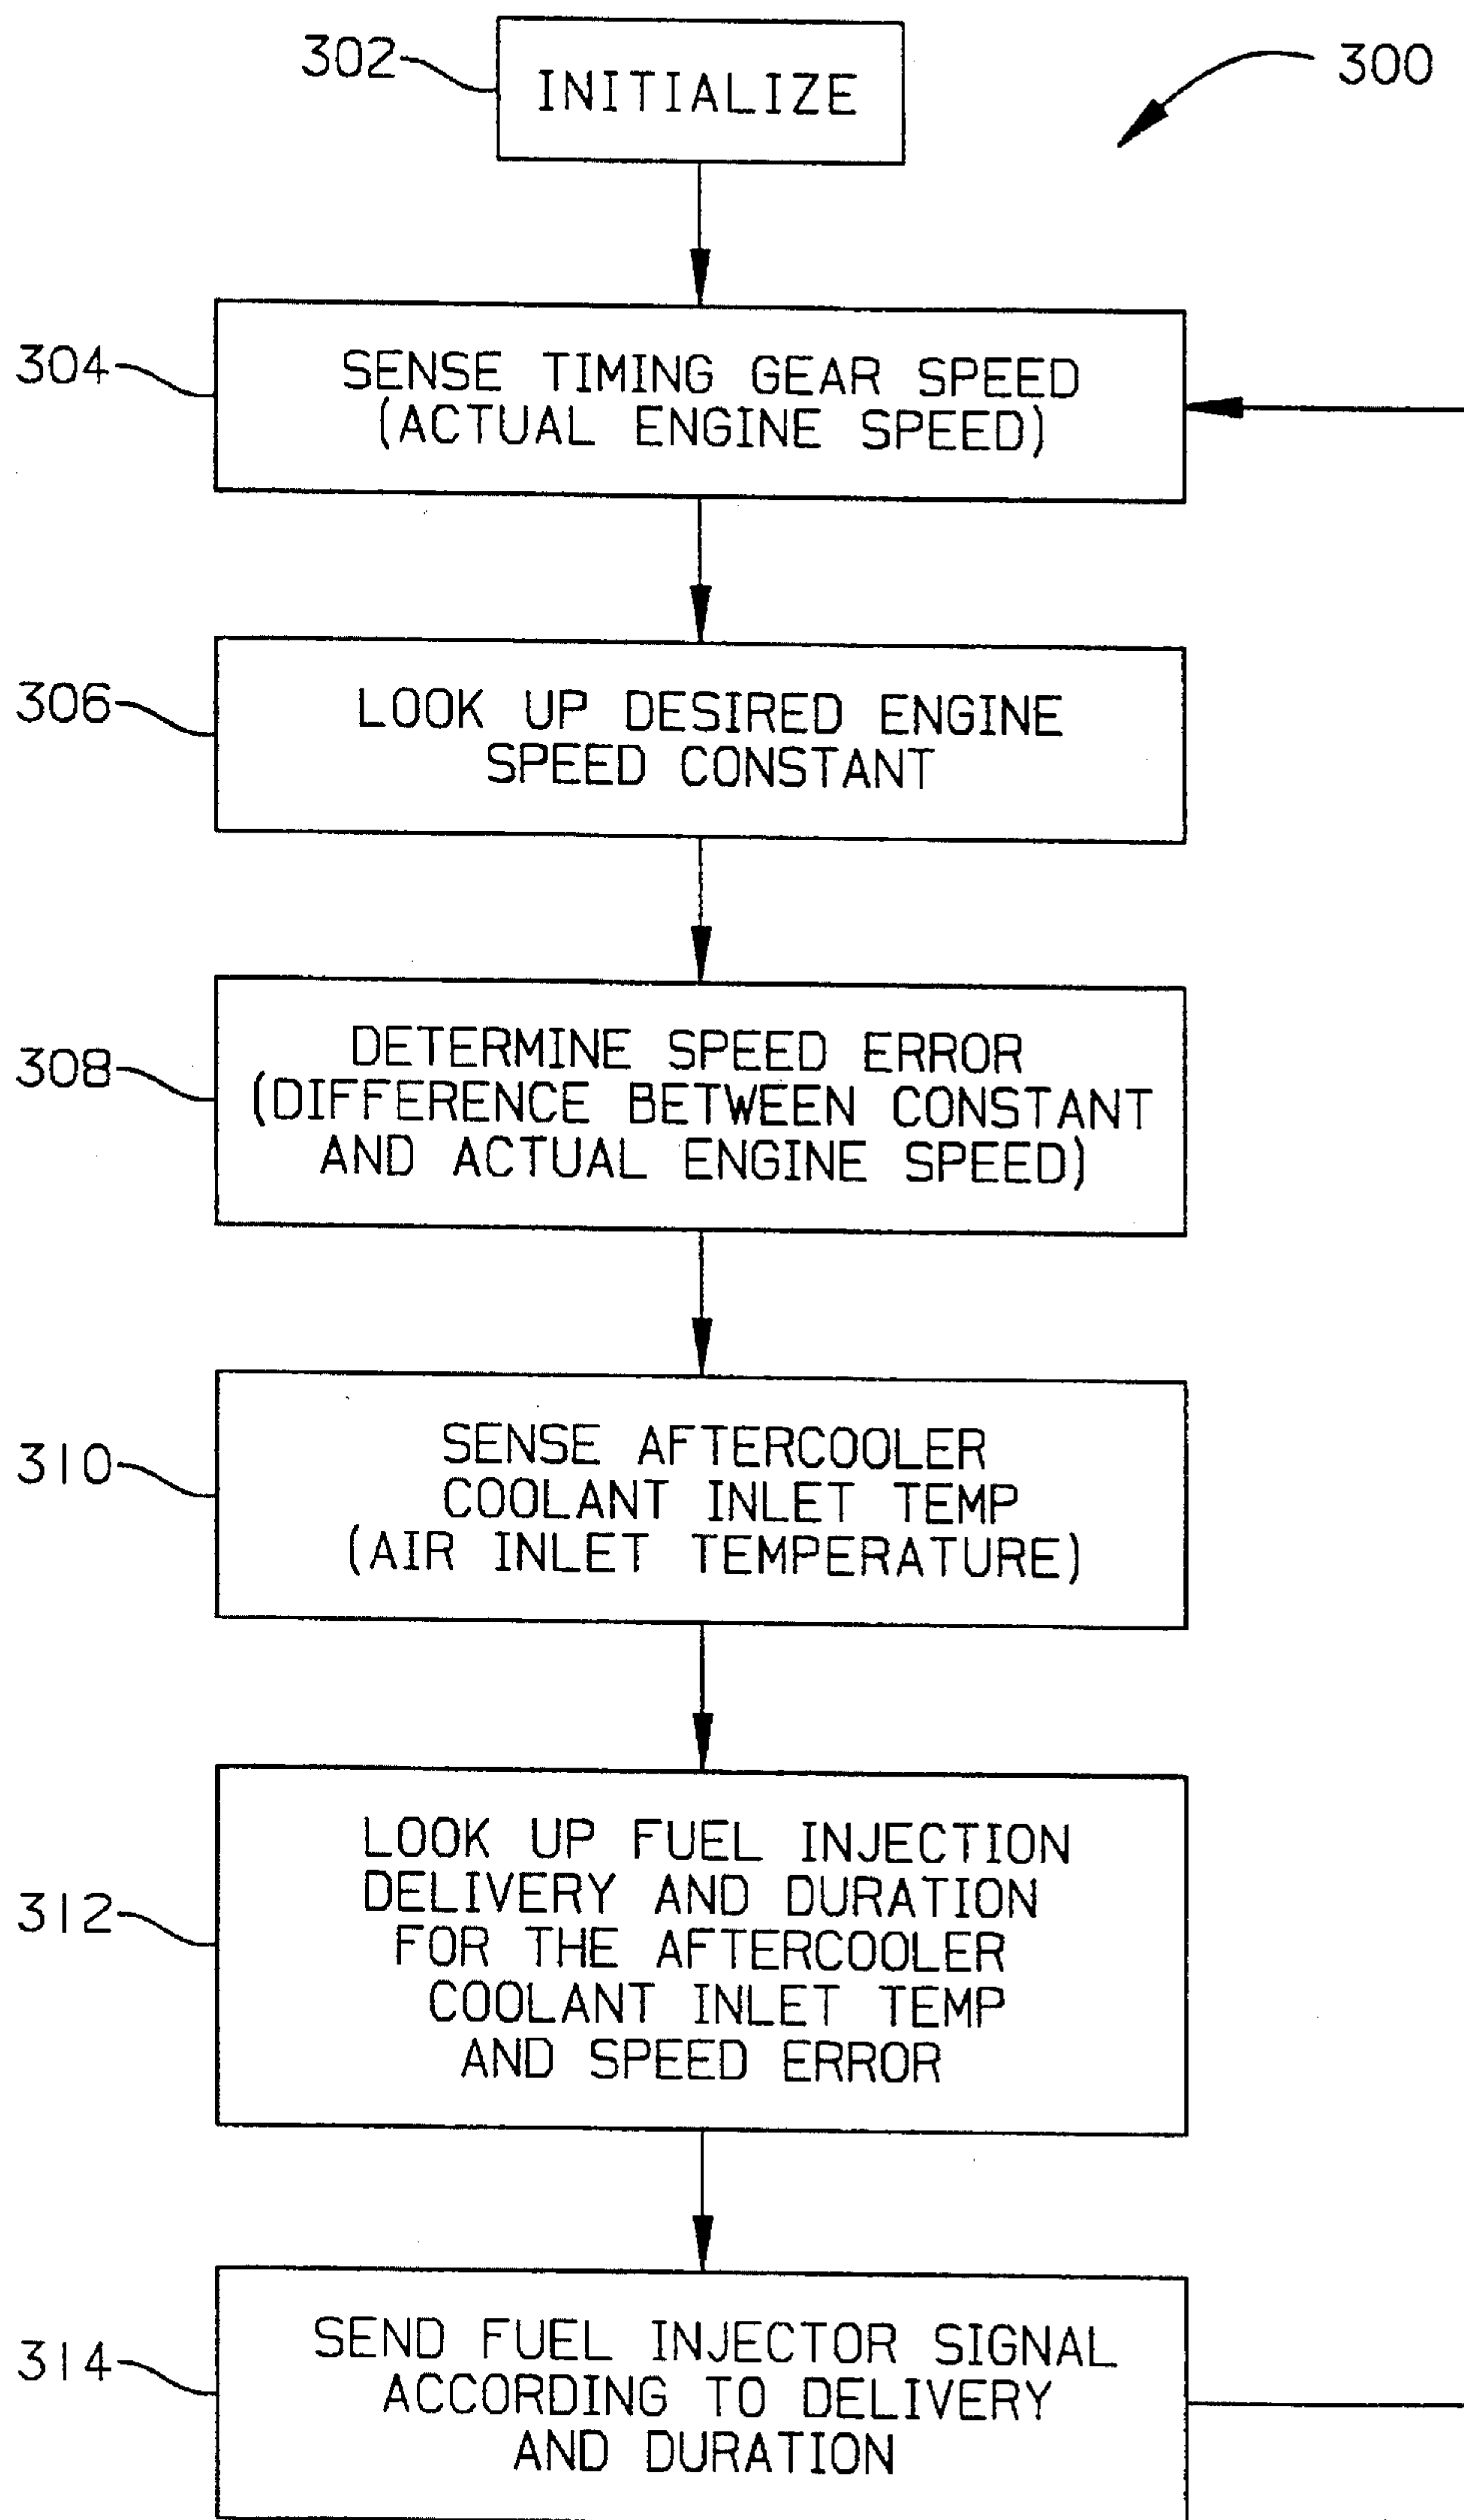 302
INITIALIZE
300
304
SENSE TIMING GEAR SPEED
(ACTUAL ENGINE SPEED)
306
LOOK UP DESIRED ENGINE
SPEED CONSTANT
308
DETERMINE SPEED ERROR
(DIFFERENCE BETWEEN CONSTANT
AND ACTUAL ENGINE SPEED)
310
SENSE AFTERCOOLER
COOLANT INLET TEMP
(AIR INLET TEMPERATURE)
312
LOOK UP FUEL INJECTION
DELIVERY AND DURATION
FOR THE AFTERCOOLER
COOLANT INLET TEMP
AND SPEED ERROR
314
SEND FUEL INJECTOR SIGNAL
ACCORDING TO DELIVERY
AND DURATION